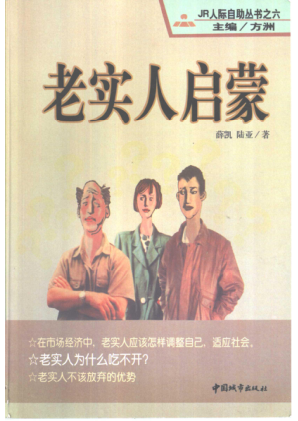 JR人际自助丛书之六
主编/方洲
老实人启蒙
薛凯 陆亚/著
☆在市场经济中，老实人应该怎样调整自己，适应社会。
☆老实人为什么吃不开？
☆老实人不该放弃的优势
中国城市出版社